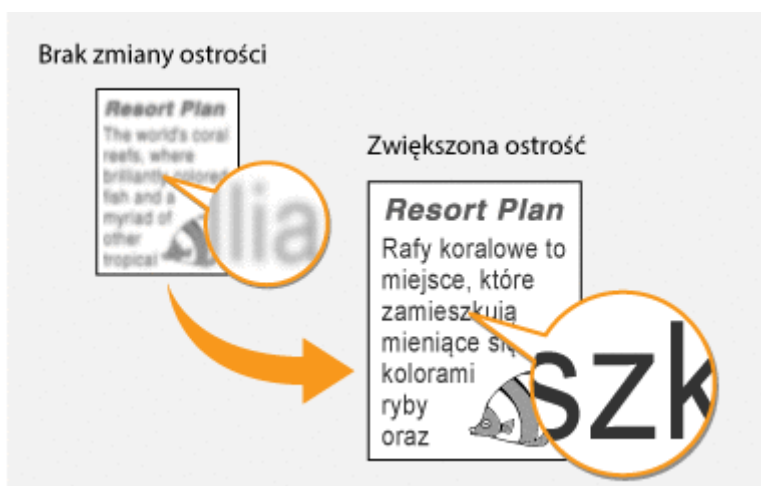 Brak zmiany ostrości
Resort Plan
The world's coral
reefs, where
brilliantly colored
fish and a
myriad of
other
tropical
lia
Zwiększona ostrość
Resort Plan
Rafy koralowe to
miejsce, które
zamieszkują
mieniące się
kolorami
ryby
oraz
szk